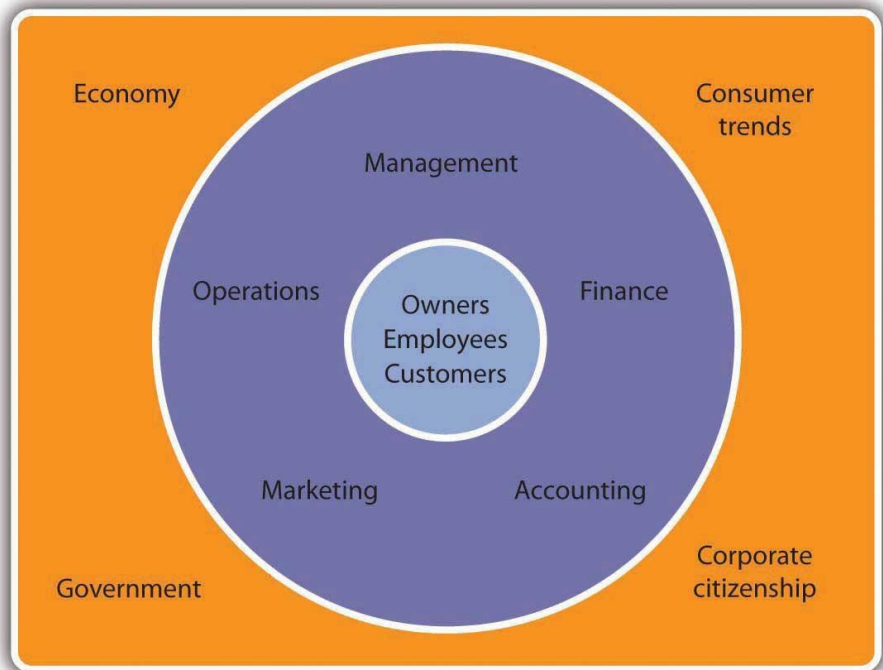 Economy
Consumer
trends
Management
Operations
Owners
Employees
Customers
Finance
Marketing
Accounting
Government
Corporate
citizenship